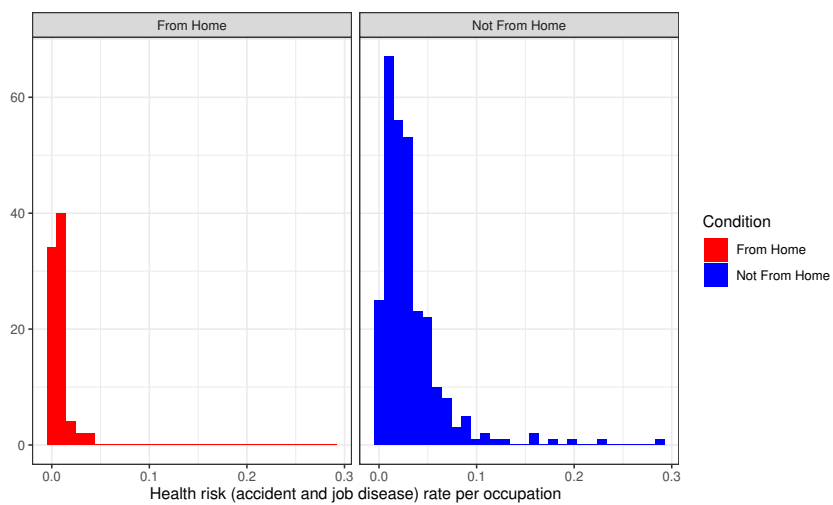 From Home
Not From Home
60
40
20
0
0.0 0.1 0.2 0.3
0.0 0.1 0.2 0.3
Health risk (accident and job disease) rate per occupation
Condition
From Home
Not From Home